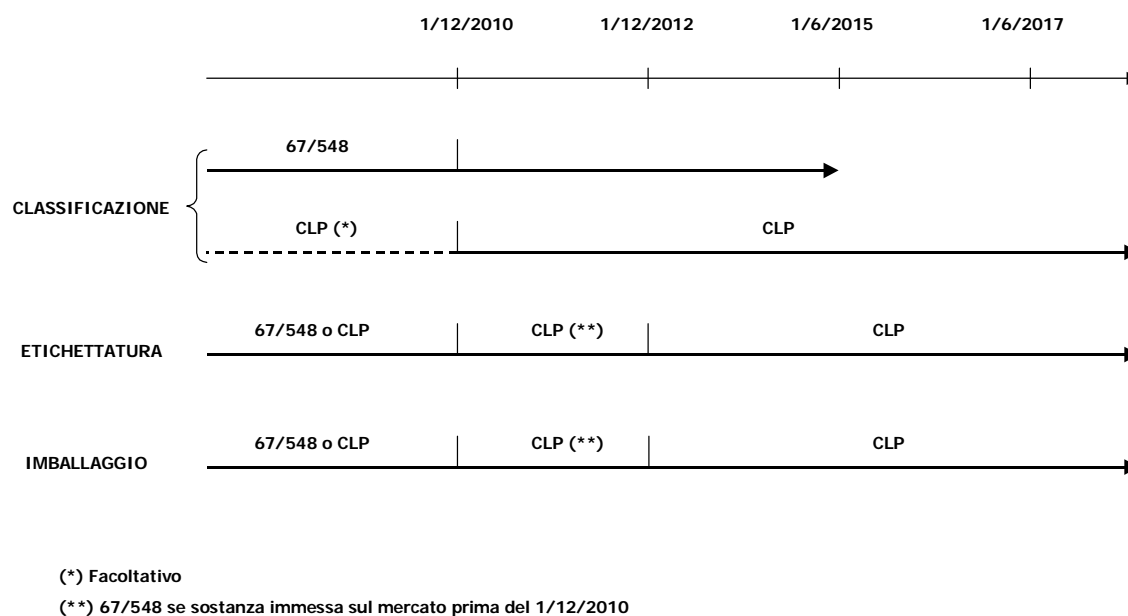 1/12/2010 1/12/2012 1/6/2015 1/6/2017
67/548
CLASSIFICAZIONE
CLP (*) CLP
67/548 o CLP CLP (**) CLP
ETICHETTATURA
67/548 o CLP CLP (**) CLP
IMBALLAGGIO
(*) Facoltativo
(**) 67/548 se sostanza immessa sul mercato prima del 1/12/2010